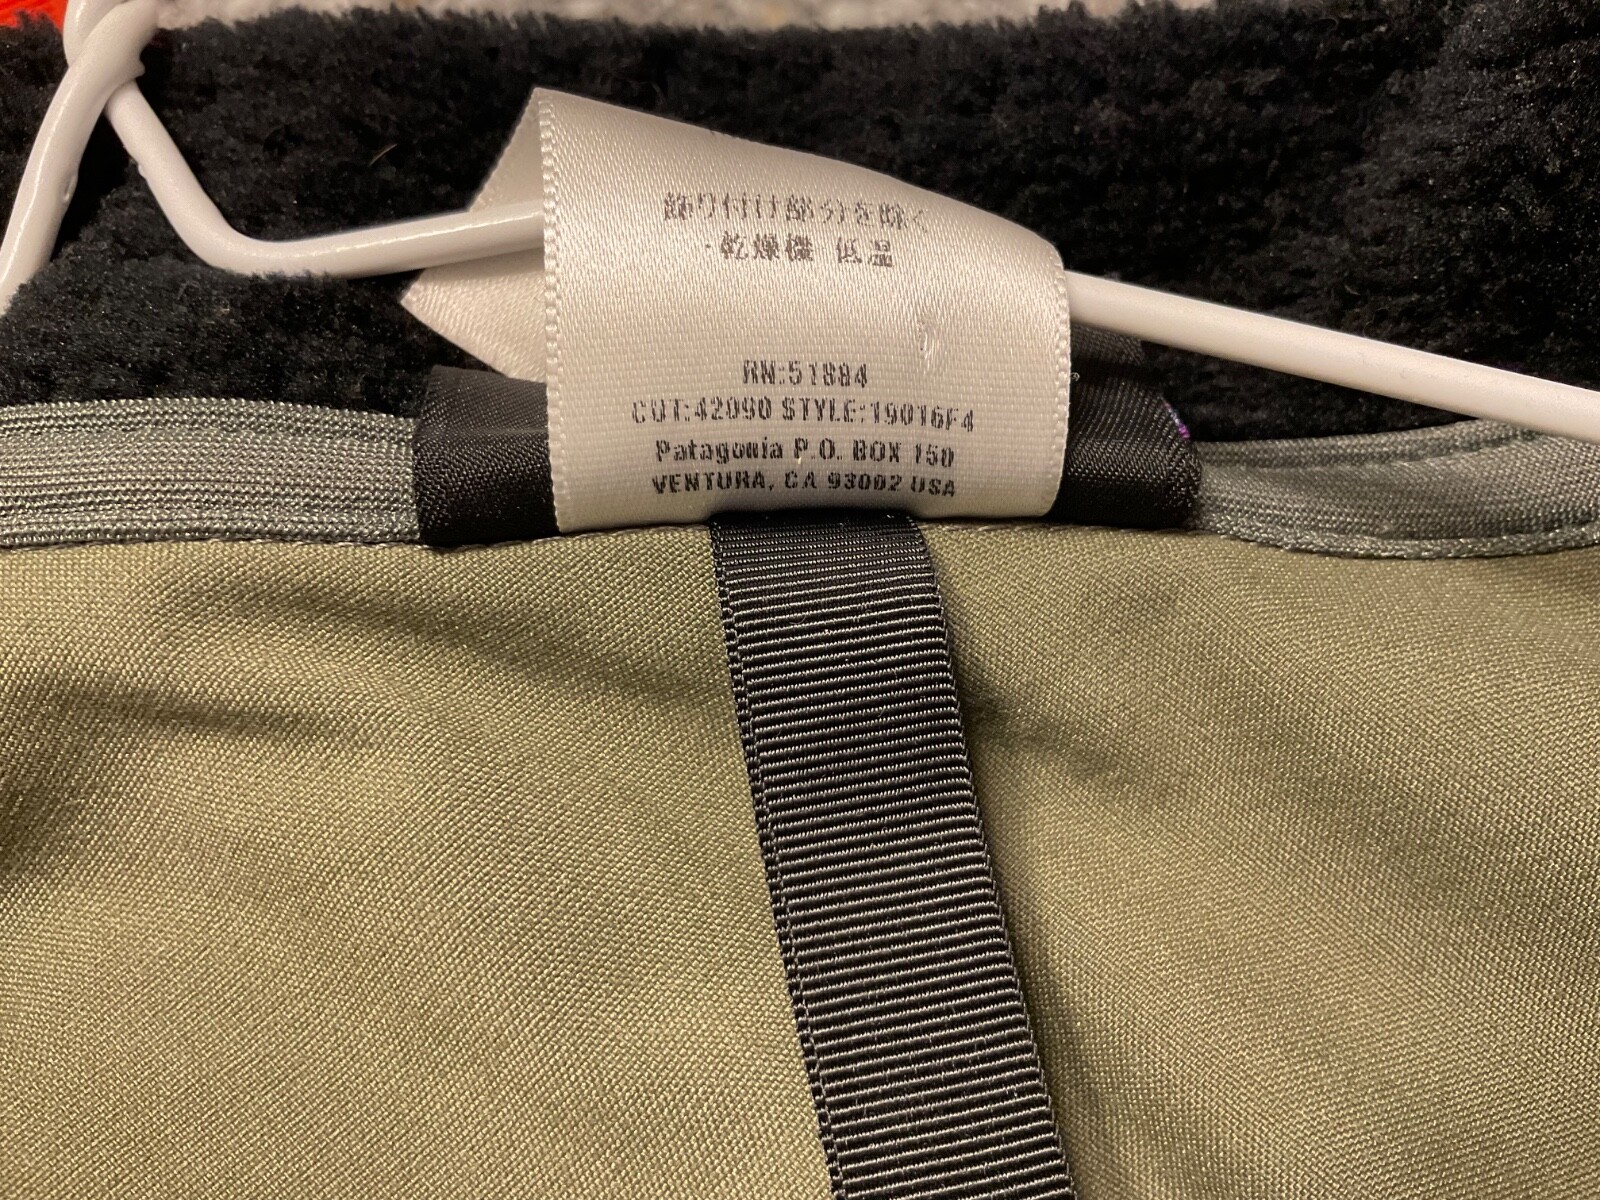 飾り付け部分を除く
・乾燥機 低温
RN:51884
CUT:42090 STYLE:19016F4
Patagonia P.O. BOX 150
VENTURA, CA 93002 USA